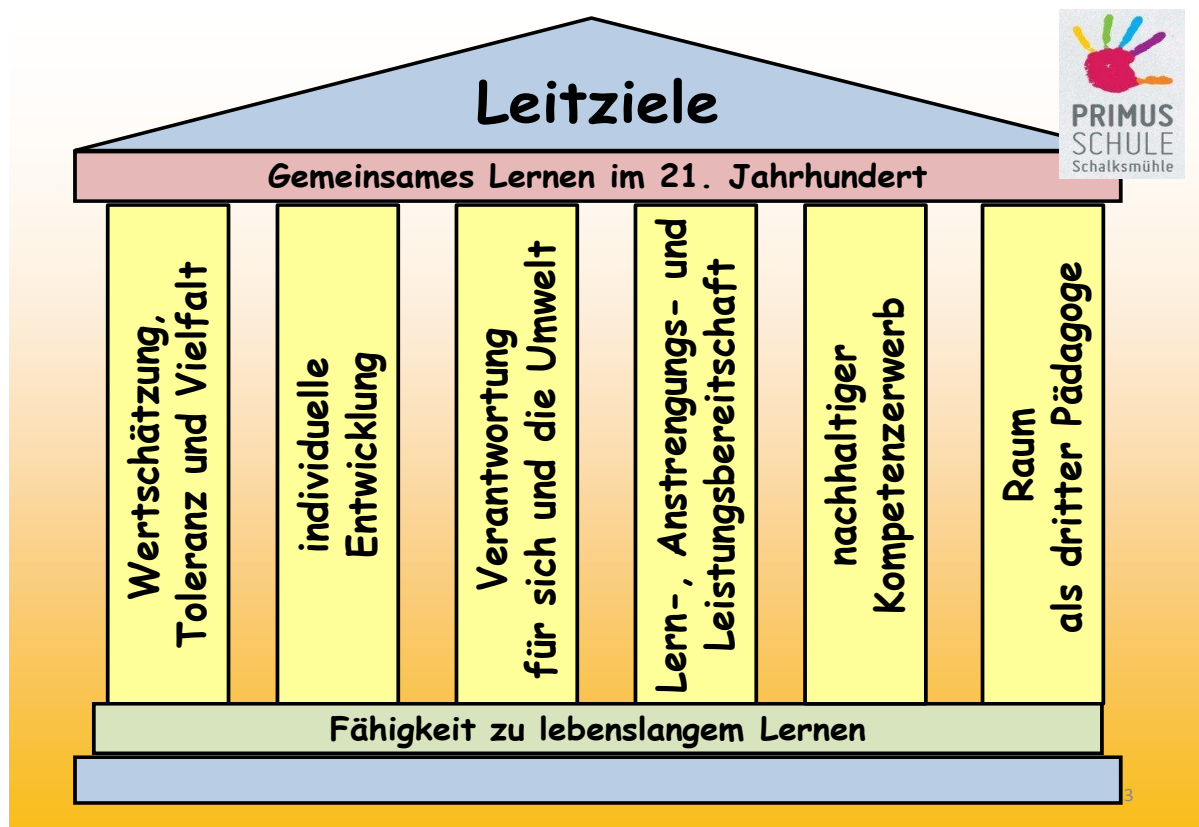 Leitziele
PRIMUS
SCHULE
Schalksmühle
Gemeinsames Lernen im 21. Jahrhundert
Wertschätzung,
Toleranz und Vielfalt
individuelle
Entwicklung
Verantwortung
für sich und die Umwelt
Lern-, Anstrengungs- und
Leistungsbereitschaft
nachhaltiger
Kompetenzerwerb
Raum
als dritter Pädagoge
Fähigkeit zu lebenslangem Lernen
3